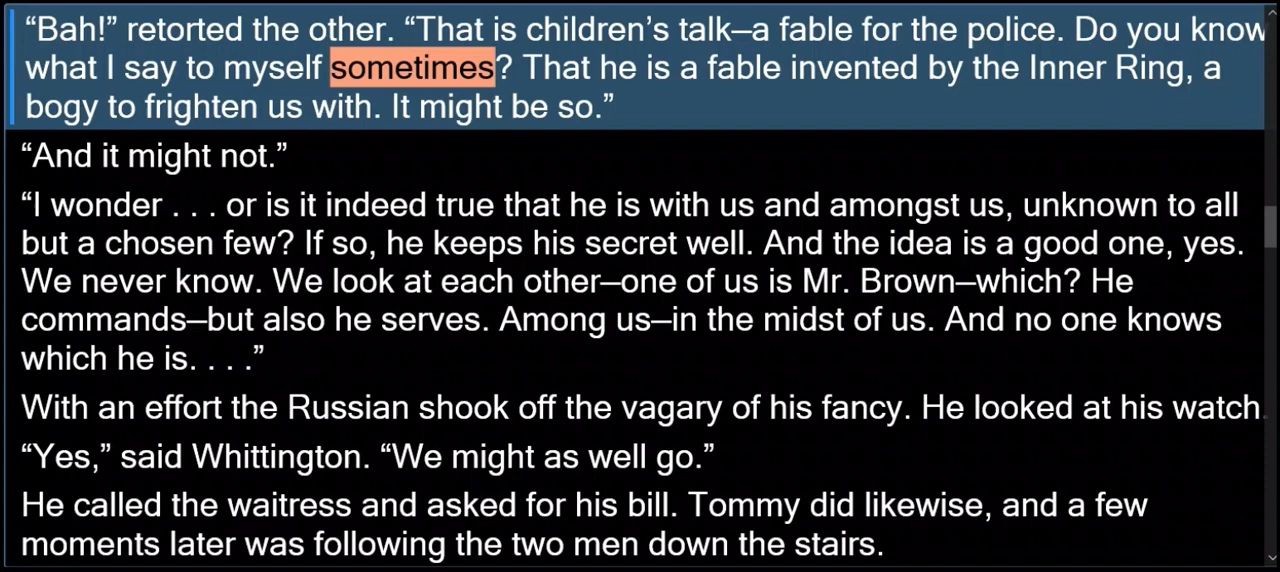 “Bah!” retorted the other. “That is children’s talk—a fable for the police. Do you know
what I say to myself sometimes? That he is a fable invented by the Inner Ring, a
bogy to frighten us with. It might be so.”
“And it might not.”
“I wonder . . . or is it indeed true that he is with us and amongst us, unknown to all
but a chosen few? If so, he keeps his secret well. And the idea is a good one, yes.
We never know. We look at each other—one of us is Mr. Brown—which? He
commands—but also he serves. Among us—in the midst of us. And no one knows
which he is. . . .”
With an effort the Russian shook off the vagary of his fancy. He looked at his watch.
“Yes,” said Whittington. “We might as well go.”
He called the waitress and asked for his bill. Tommy did likewise, and a few
moments later was following the two men down the stairs.